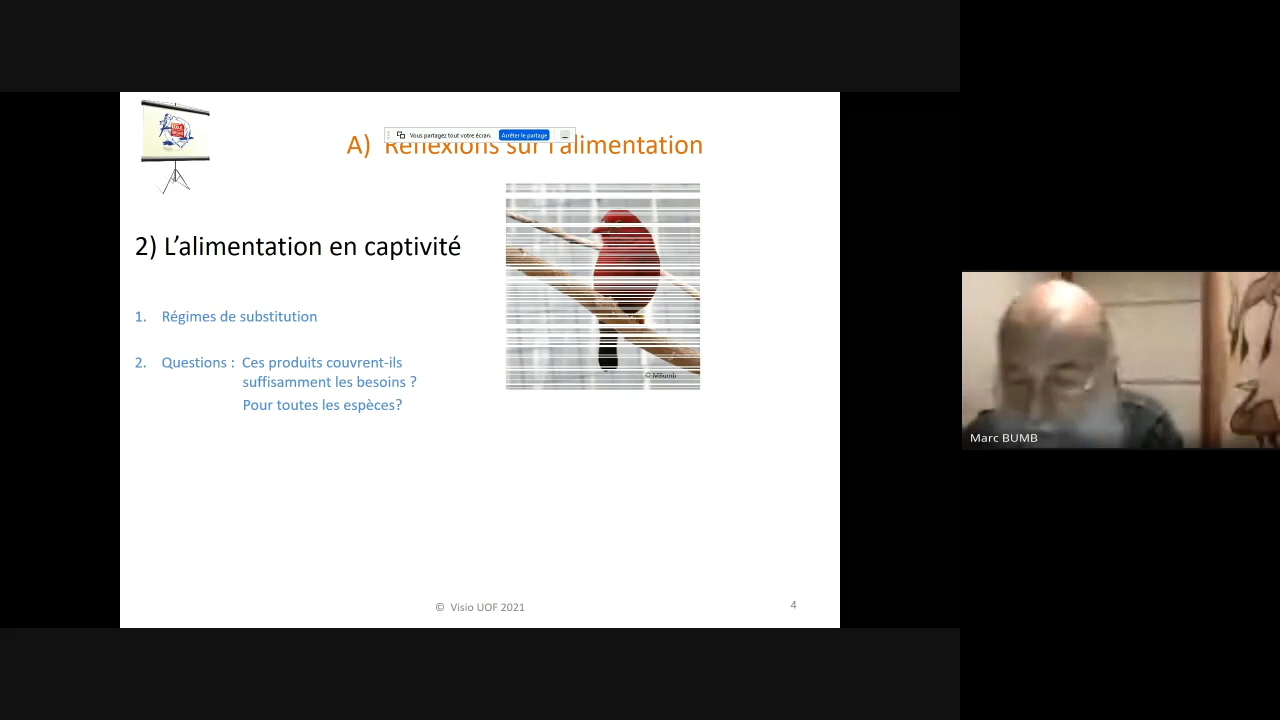 Vous partagez tout votre écran. Arrêter le partage
A) Réflexions sur l'alimentation
2) L’alimentation en captivité
1. Régimes de substitution
2. Questions : Ces produits couvrent-ils
suffisamment les besoins ?
Pour toutes les espèces?
© MBumb
© Visio UOF 2021
4
Marc BUMB